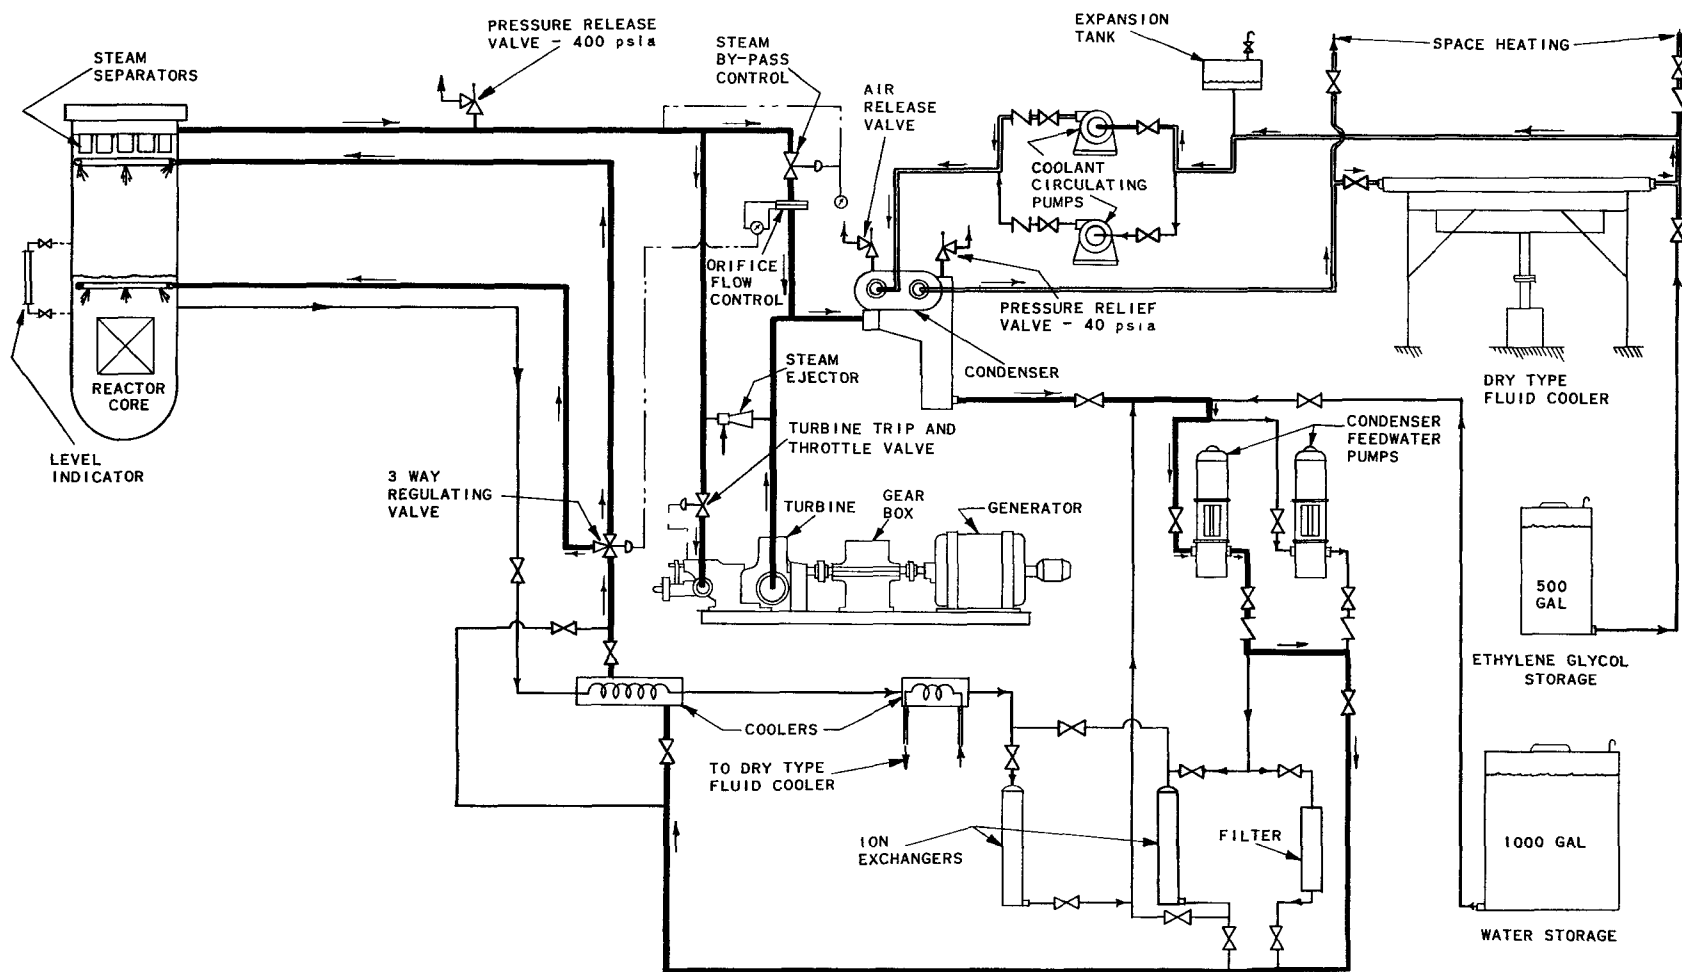 PRESSURE RELEASE
VALVE - 400 psia
STEAM
SEPARATORS
STEAM
BY-PASS
CONTROL
AIR
RELEASE
VALVE
EXPANSION
TANK
SPACE HEATING
COOLANT
CIRCULATING
PUMPS
ORIFICE
FLOW
CONTROL
PRESSURE RELIEF
VALVE - 40 psia
REACTOR
CORE
STEAM
EJECTOR
CONDENSER
DRY TYPE
FLUID COOLER
LEVEL
INDICATOR
TURBINE TRIP AND
THROTTLE VALVE
CONDENSER
FEEDWATER
PUMPS
3 WAY
REGULATING
VALVE
TURBINE
GEAR
BOX
GENERATOR
500
GAL
ETHYLENE GLYCOL
STORAGE
COOLERS
TO DRY TYPE
FLUID COOLER
ION
EXCHANGERS
FILTER
1000 GAL
WATER STORAGE